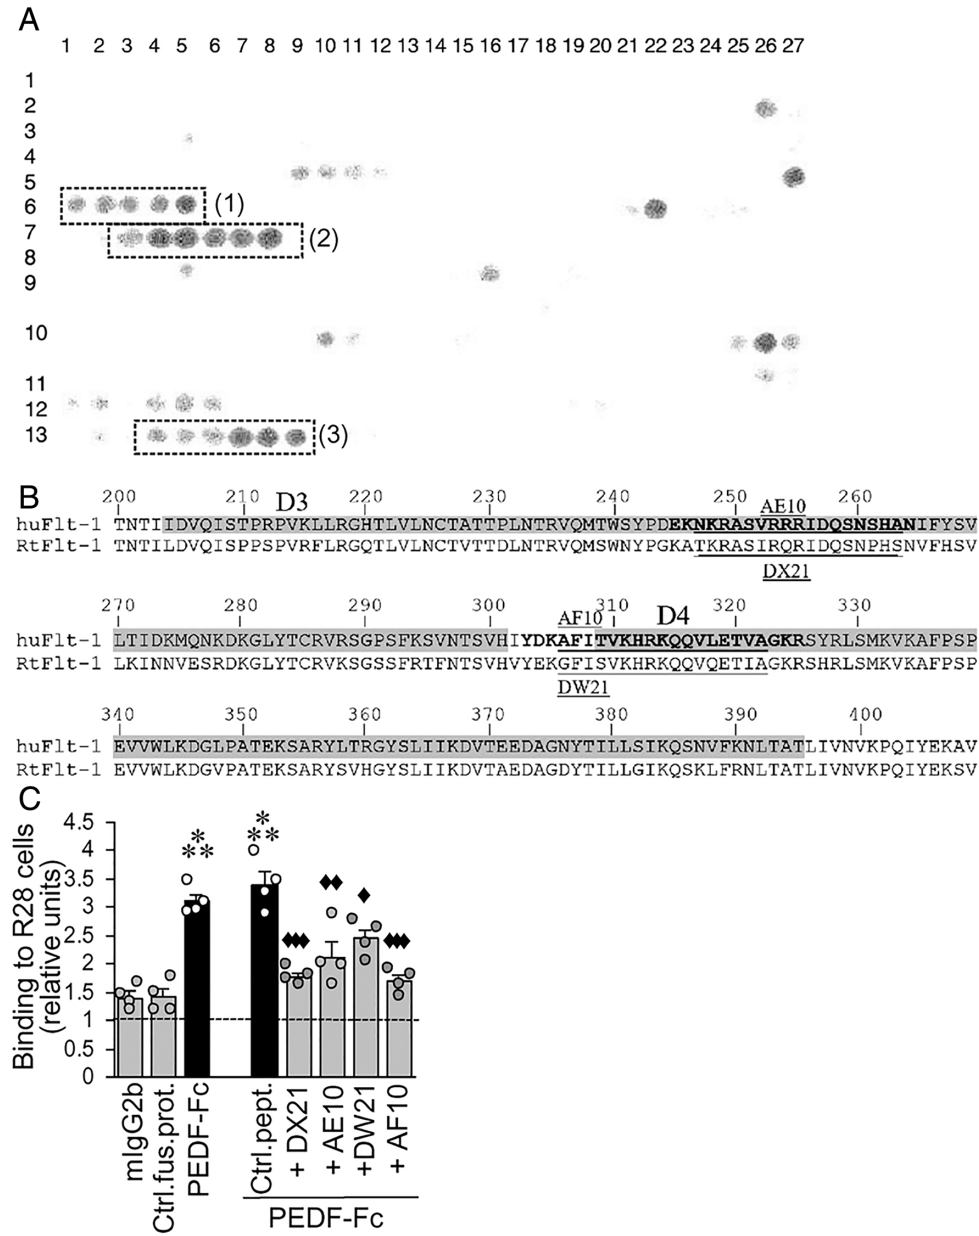 A
1 2 3 4 5 6 7 8 9 10 11 12 13 14 15 16 17 18 19 20 21 22 23 24 25 26 27
1
2
3
4
5
6 (1)
7 (2)
8
9
10
11
12
13 (3)
B
200 210 D3 220 230 240 250 AE10 260
huFlt-1 TNTIIDVQISTPRPVKLLRGHTLVLNCTATTPLNTRVQMTWSYPDEKNKRASVRRRIDQSNSHANIFYSV
RtFlt-1 TNTILDVQISPPSPVRFLRGQTLVLNCTVTTDLNTRVQMSWNYPGKATKRASIRQRIDQSNPHSNVFHSV
DX21
270 280 290 300 AF10 310 D4 320 330
huFlt-1 LTIDKMQNKDKGLYTCRVRSGPSFKSVNTSVHIYDKAFITVKHRKQQVLETVAGKRSYRLSMKVKAFPSP
RtFlt-1 LKINNVESRDKGLYTCRVKSGSSFRTFNTSVHVYEKGFISVKHRKQQVQETIAGKRSHRLSMKVKAFPSP
DW21
340 350 360 370 380 390 400
huFlt-1 EVVWLKDGLPATEKSARYLTRGYSLIIKDVTEEDAGNYTILLSIKQSNVFKNLTATLIVNVKPQIYEKAV
RtFlt-1 EVVWLKDGVPATEKSARYSVHGYSLIIKDVTAEDAGDYTILLGIKQSKLFRNLTATLIVNVKPQIYEKSV
C
Binding to R28 cells
(relative units)
4.5
4
3.5
3
2.5
2
1.5
1
0.5
0
mIgG2b
Ctrl.fus.prot.
PEDF-Fc
Ctrl.pept.
+ DX21
+ AE10
+DW21
+ AF10
PEDF-Fc